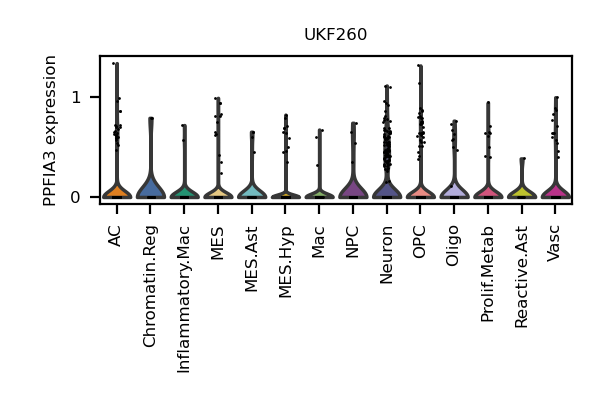 UKF260
PPFIA3 expression
1
0
AC
Chromatin.Reg
Inflammatory.Mac
MES
MES.Ast
MES.Hyp
Mac
NPC
Neuron
OPC
Oligo
Prolif.Metab
Reactive.Ast
Vasc